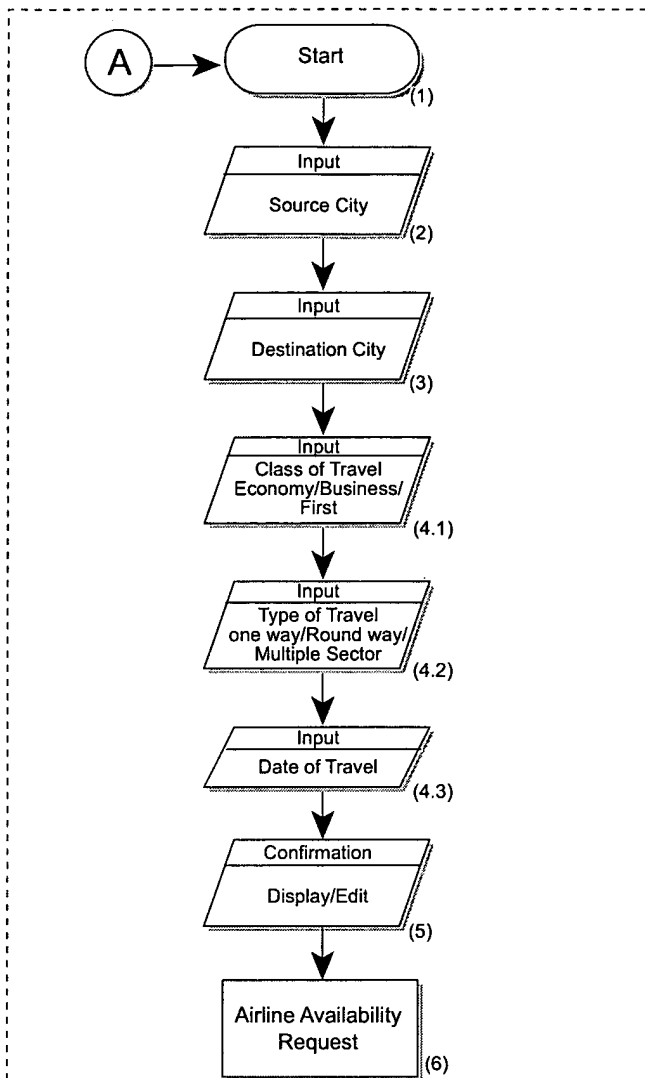 A
Start
(1)
Input
Source City
(2)
Input
Destination City
(3)
Input
Class of Travel
Economy/Business/
First
(4.1)
Input
Type of Travel
one way/Round way/
Multiple Sector
(4.2)
Input
Date of Travel
(4.3)
Confirmation
Display/Edit
(5)
Airline Availability
Request
(6)